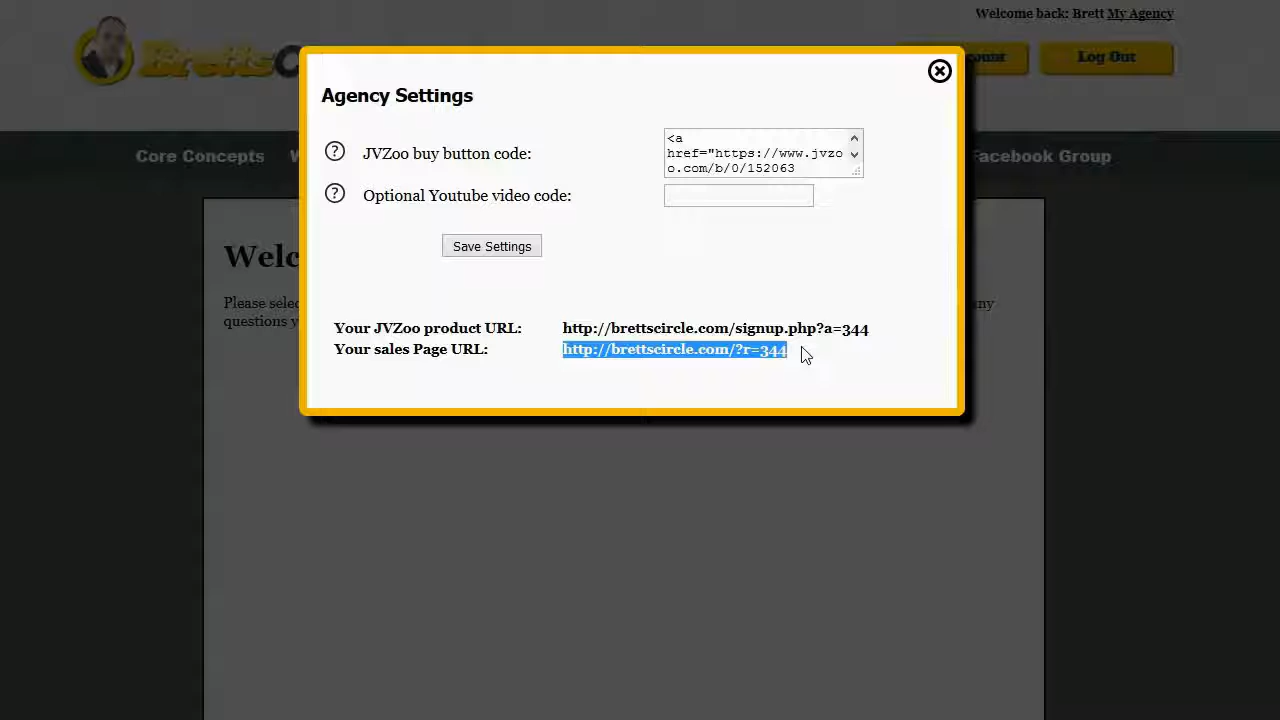 Welcome back: Brett My Agency
Bretts
Log Out
Core Concepts
Facebook Group
Agency Settings
JVZoo buy button code:
<a
href="https://www.jvzo
o.com/b/0/152063
Optional Youtube video code:
Save Settings
Your JVZoo product URL: http://brettscircle.com/signup.php?a=344
Your sales Page URL: http://brettscircle.com/?r=344
Welc
Please selec
any
questions y